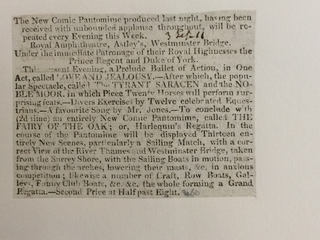 The New Comic Pantomime produced last night, having been
received with unbounded applause throughout, will be re-
peated every Evening this Week.
Royal Amphitheatre, Astley's, Westminster Bridge.
Under the immediate Patronage of their Royal Highnesses the
Prince Regent and Duke of York.
This present Evening, a Prelude Ballet of Action, in One
Act, called LOVE AND JEALOUSY.—After which, the popu-
lar Spectacle, called The TYRANT SARACEN and the NO-
BLE MOOR, in which Piece Twenty Horses will perform sur-
prising feats.—Divers Exercises by Twelve celebrated Eques-
trians.—A favourite Song by Mr. Jones.—To conclude with
(2d time) an entirely New Comic Pantomime, called THE
FAIRY OF THE OAK; or, Harlequin's Regatta. In the
course of the Pantomime will be displayed Thirteen en-
tirely New Scenes, particularly a Sailing Match, with a cor-
rect View of the River Thames and Westminster Bridge, taken
from the Surrey Shore, with the Sailing Boats in motion, pass-
ing through the arches, lowering their masts, &c. in anxious
competition; likewise a number of Craft, Row Boats, Gal-
leys, Funny Club Boats, &c. &c. the whole forming a Grand
Regatta.—Second Price at Half past Eight.